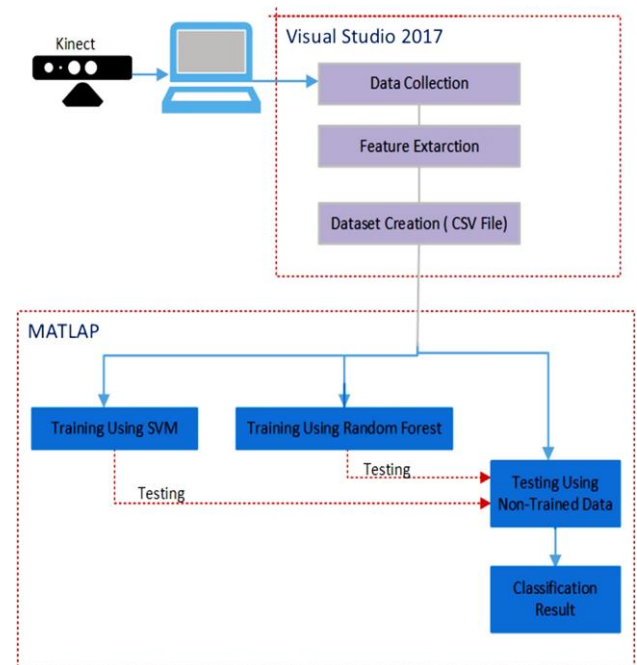 Visual Studio 2017
Kinect
Data Collection
Feature Extarction
Dataset Creation ( CSV File)
MATLAP
Training Using SVM
Training Using Random Forest
Testing
Testing
Testing Using
Non-Trained Data
Classification
Result